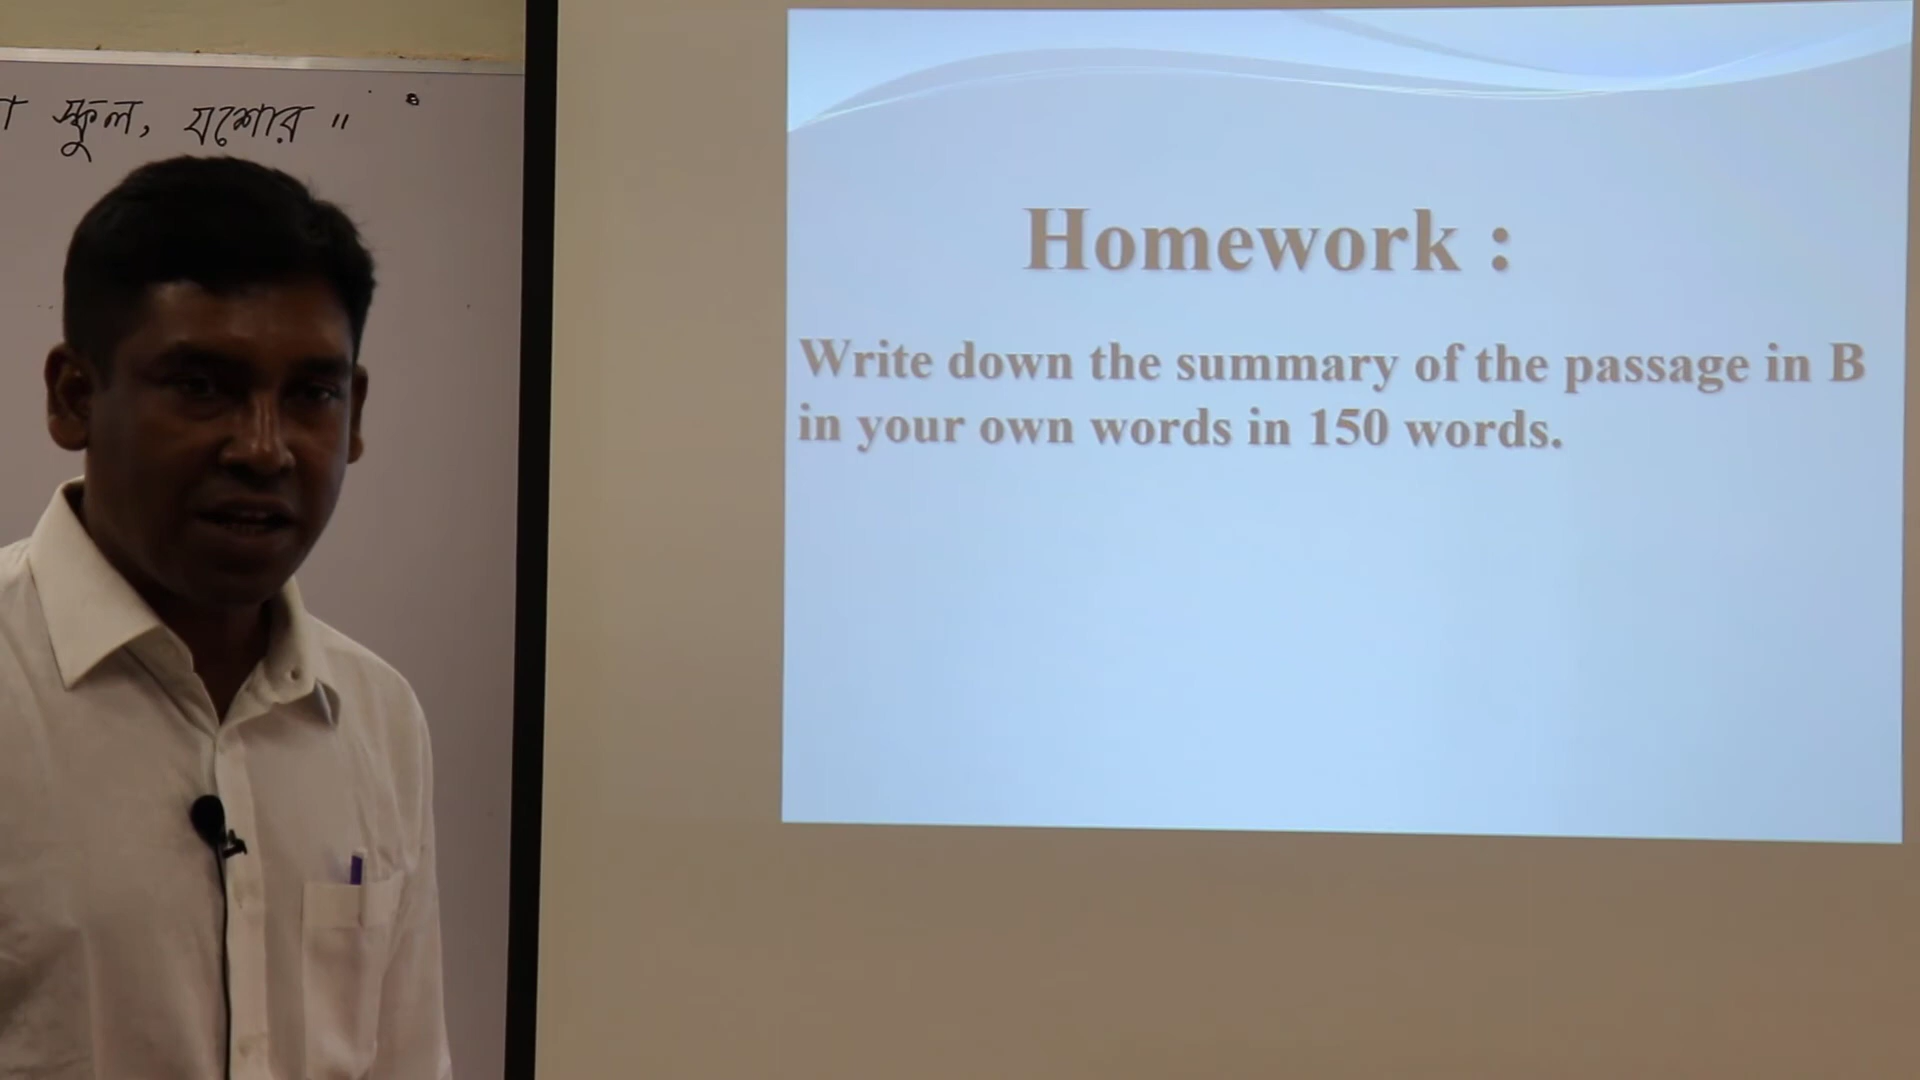 স্কুল, যশোর "
Homework :
Write down the summary of the passage in B
in your own words in 150 words.